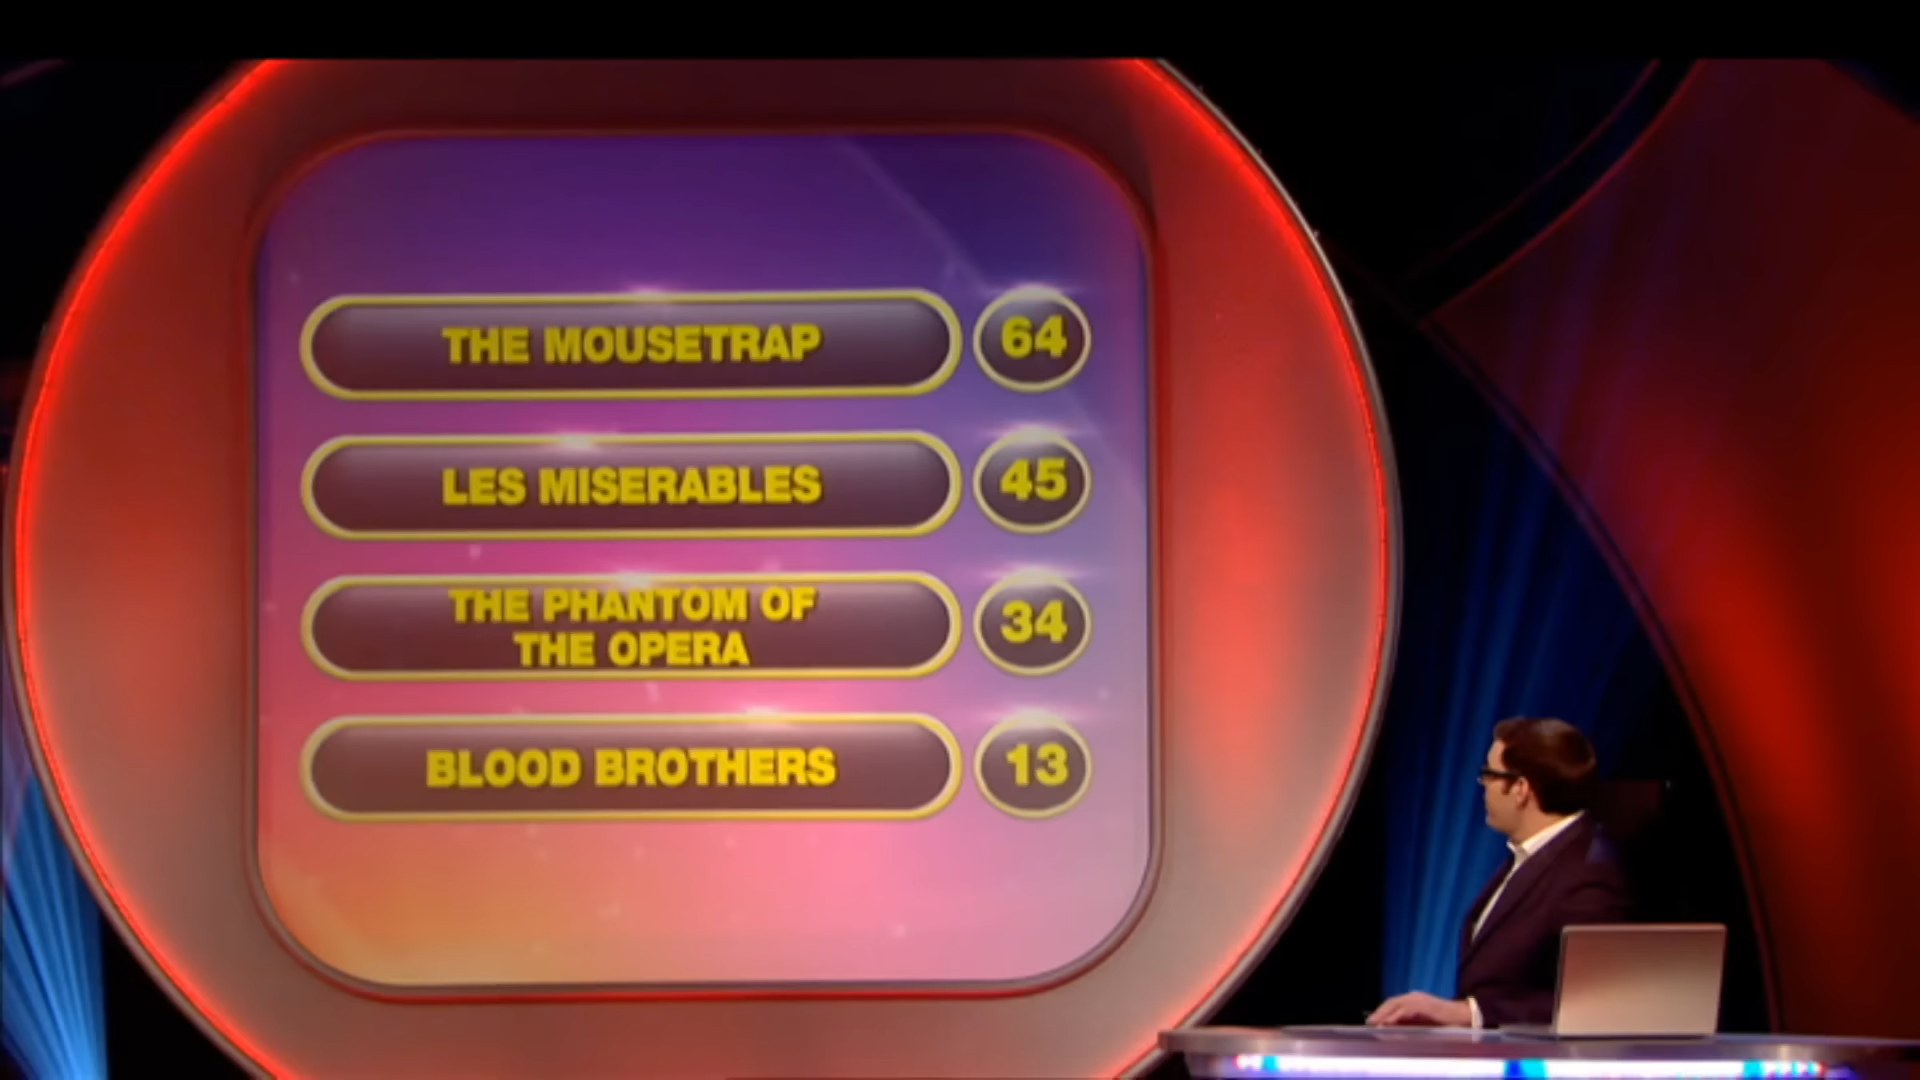 THE MOUSETRAP 64
LES MISERABLES 45
THE PHANTOM OF
THE OPERA 34
BLOOD BROTHERS 13